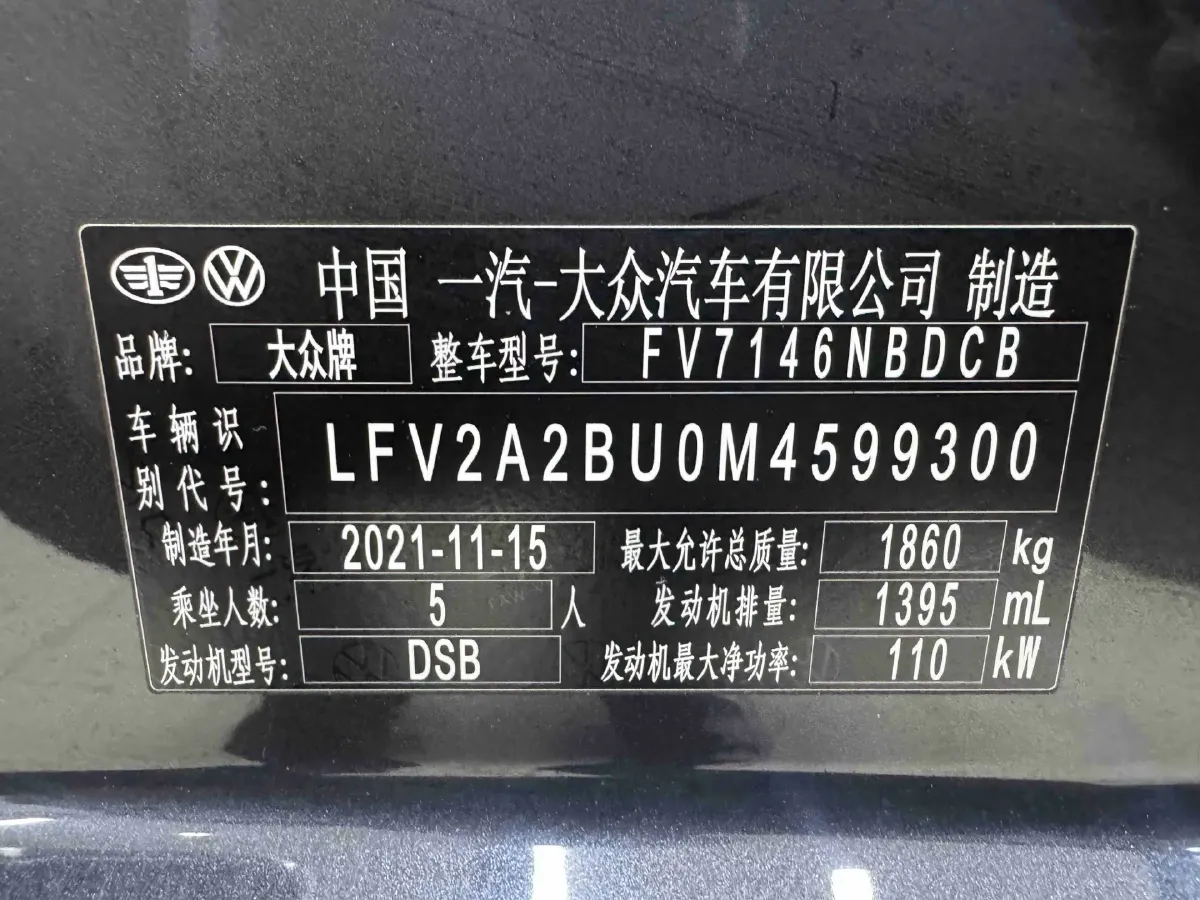 中国 一汽-大众汽车有限公司 制造
品牌: 大众牌 整车型号: FV7146NBDCB
车辆识别代号: LFV2A2BU0M4599300
制造年月: 2021-11-15 最大允许总质量: 1860 kg
乘坐人数: 5 人 发动机排量: 1395 mL
发动机型号: DSB 发动机最大净功率: 110 kW